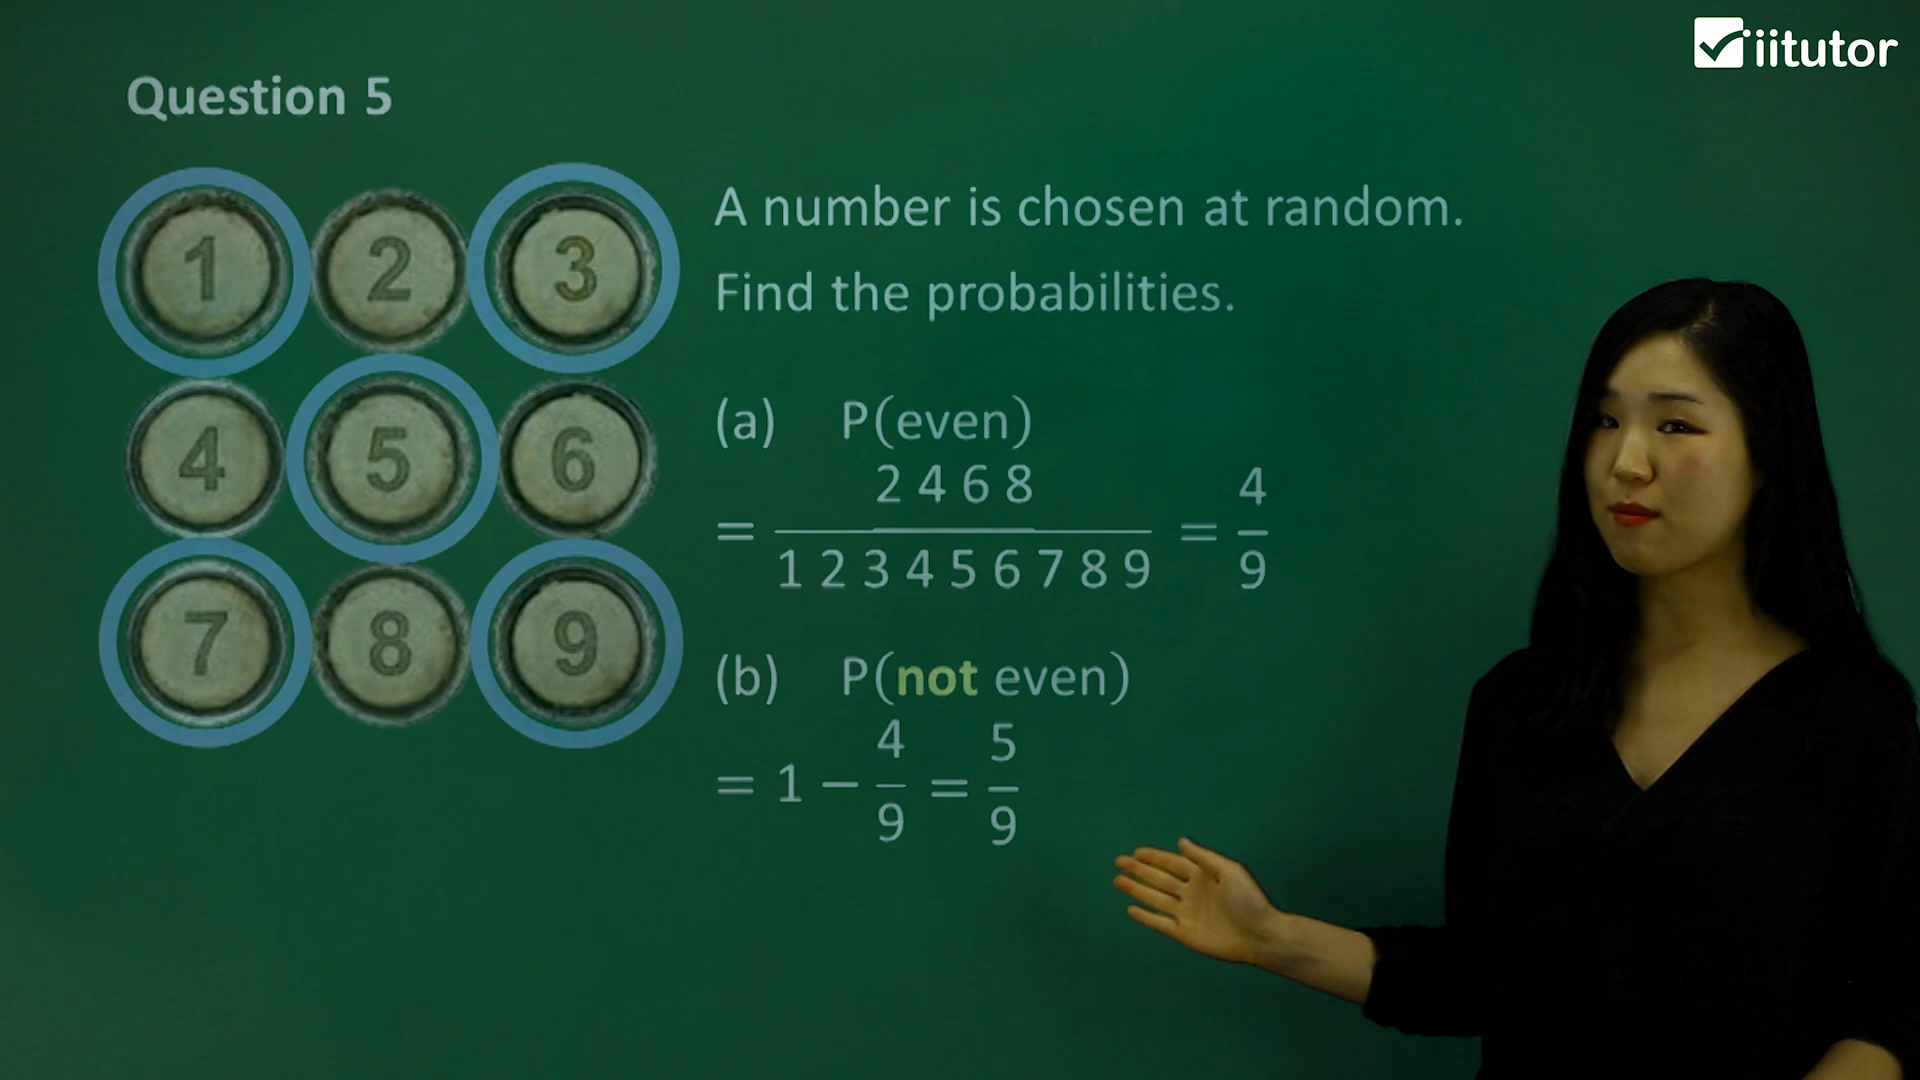 iitutor
Question 5
1 2 3
4 5 6
7 8 9
A number is chosen at random.
Find the probabilities.
(a) P(even)
= 2 4 6 8 / 1 2 3 4 5 6 7 8 9 = 4/9
(b) P(not even)
= 1 − 4/9 = 5/9